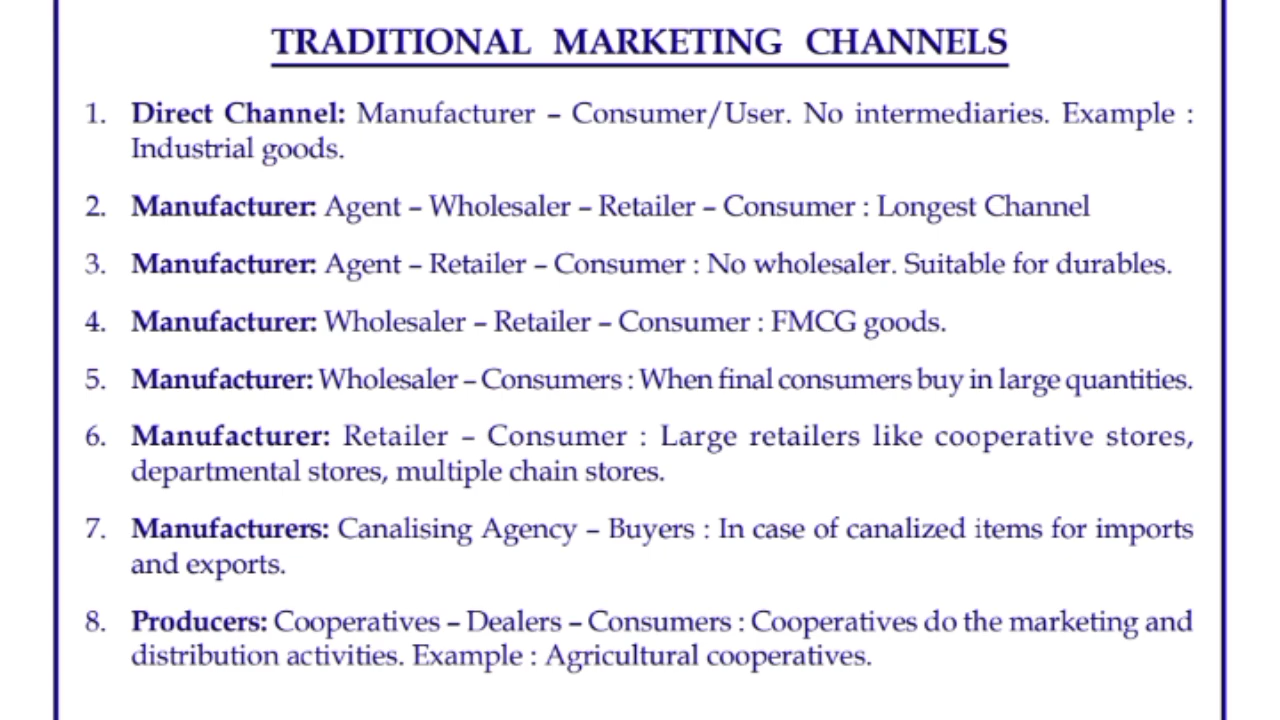 TRADITIONAL MARKETING CHANNELS
1. Direct Channel: Manufacturer – Consumer/User. No intermediaries. Example :
Industrial goods.
2. Manufacturer: Agent – Wholesaler – Retailer – Consumer : Longest Channel
3. Manufacturer: Agent – Retailer – Consumer : No wholesaler. Suitable for durables.
4. Manufacturer: Wholesaler – Retailer – Consumer : FMCG goods.
5. Manufacturer: Wholesaler – Consumers : When final consumers buy in large quantities.
6. Manufacturer: Retailer – Consumer : Large retailers like cooperative stores,
departmental stores, multiple chain stores.
7. Manufacturers: Canalising Agency – Buyers : In case of canalized items for imports
and exports.
8. Producers: Cooperatives – Dealers – Consumers : Cooperatives do the marketing and
distribution activities. Example : Agricultural cooperatives.